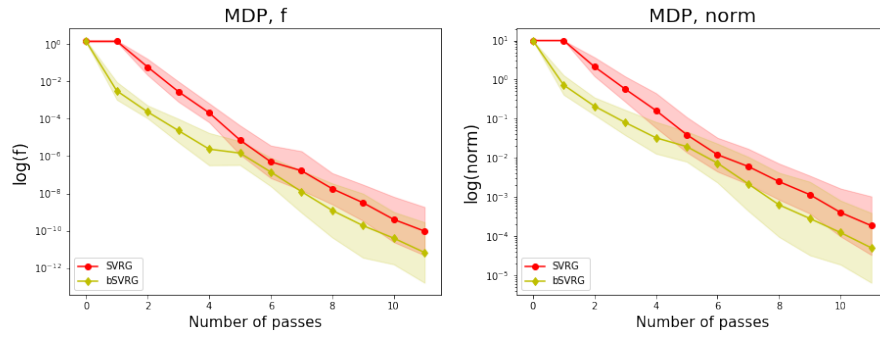 MDP, f
10^0
10^-2
10^-4
10^-6
10^-8
10^-10
10^-12
log(f)
SVRG
bSVRG
0 2 4 6 8 10
Number of passes
MDP, norm
10^1
10^0
10^-1
10^-2
10^-3
10^-4
10^-5
log(norm)
SVRG
bSVRG
0 2 4 6 8 10
Number of passes